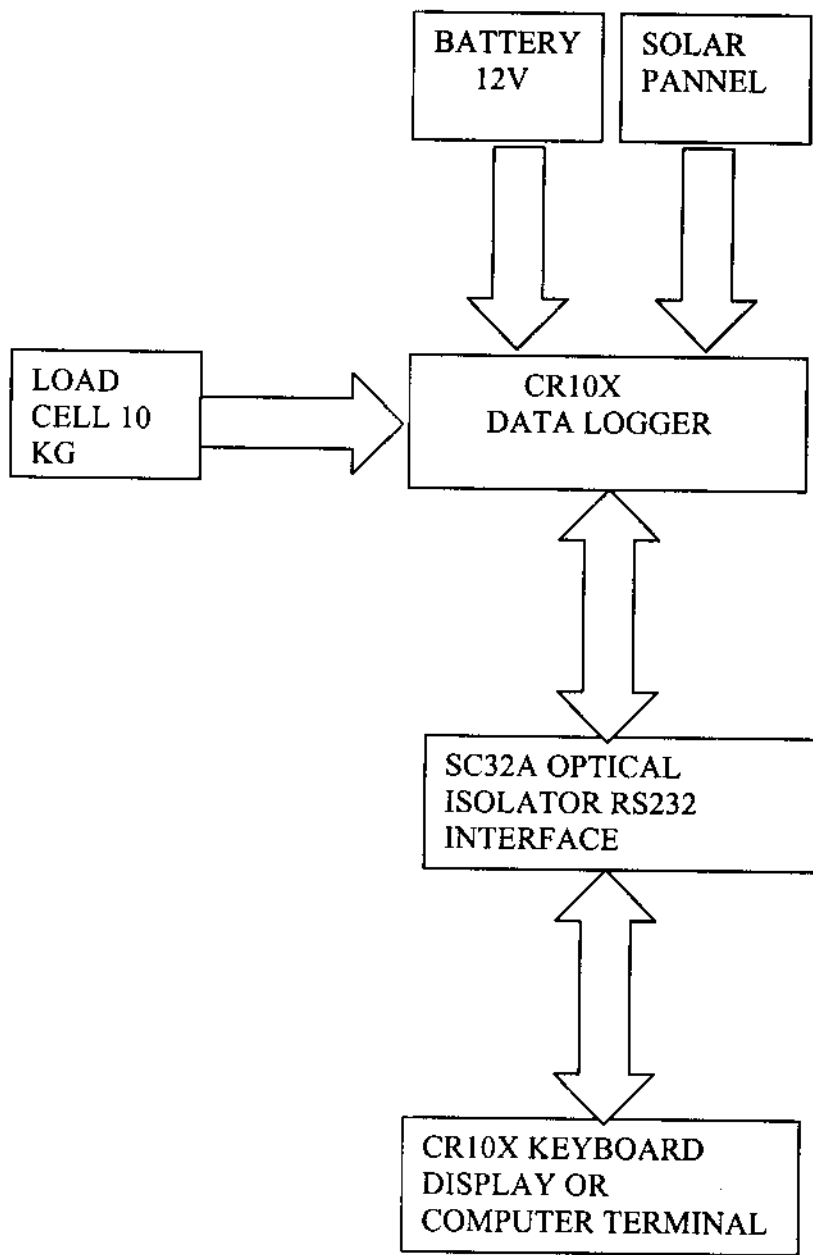 BATTERY
12V
SOLAR
PANNEL
LOAD
CELL 10
KG
CR10X
DATA LOGGER
SC32A OPTICAL
ISOLATOR RS232
INTERFACE
CR10X KEYBOARD
DISPLAY OR
COMPUTER TERMINAL